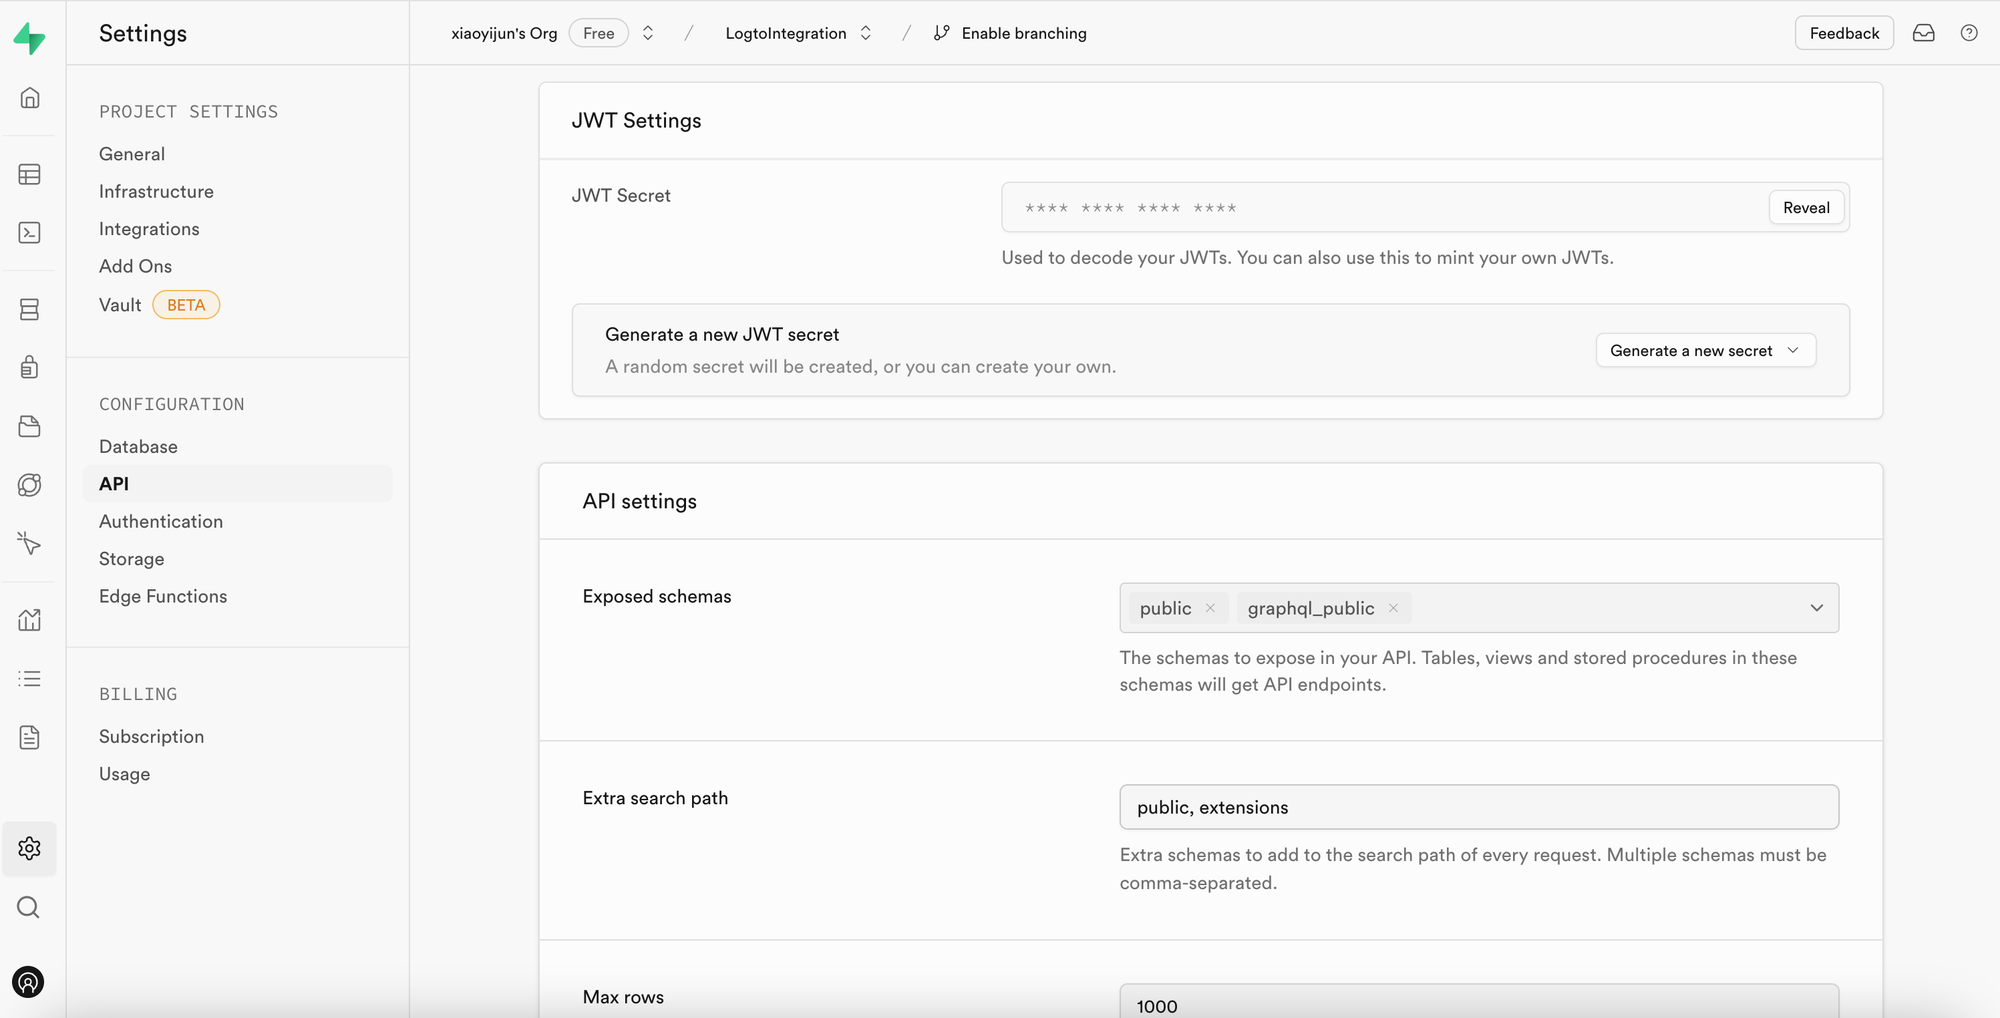 Settings
xiaoyijun's Org Free / LogtoIntegration / Enable branching
Feedback
PROJECT SETTINGS
General
Infrastructure
Integrations
Add Ons
Vault BETA
CONFIGURATION
Database
API
Authentication
Storage
Edge Functions
BILLING
Subscription
Usage
JWT Settings
JWT Secret
**** **** **** ****
Reveal
Used to decode your JWTs. You can also use this to mint your own JWTs.
Generate a new JWT secret
A random secret will be created, or you can create your own.
Generate a new secret
API settings
Exposed schemas
public × graphql_public ×
The schemas to expose in your API. Tables, views and stored procedures in these
schemas will get API endpoints.
Extra search path
public, extensions
Extra schemas to add to the search path of every request. Multiple schemas must be
comma-separated.
Max rows
1000